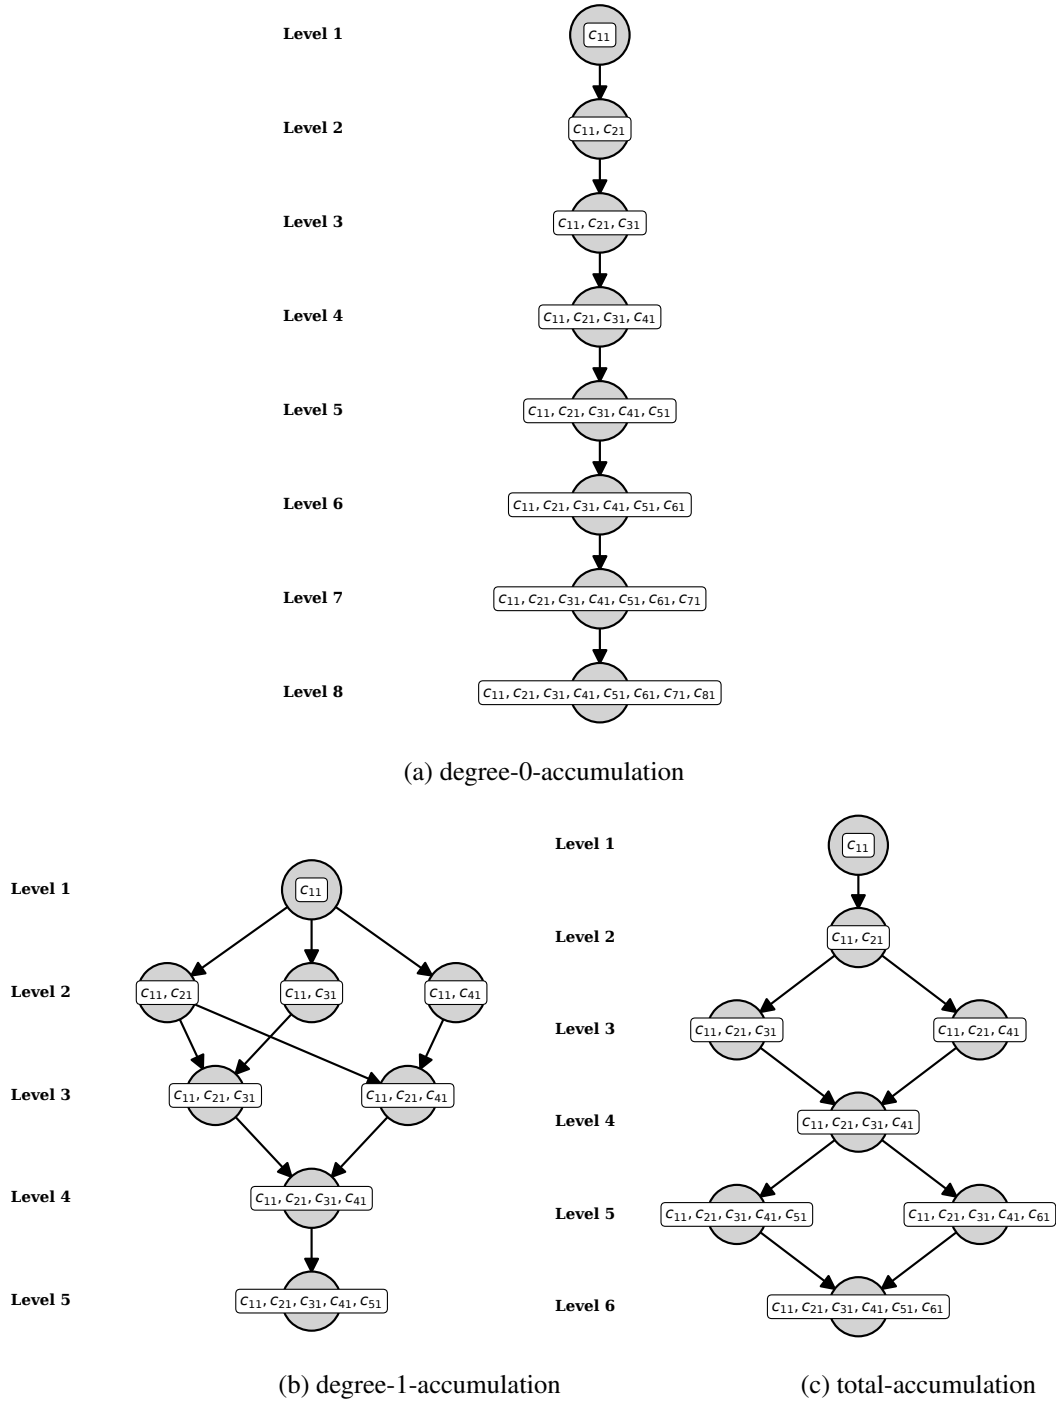 Level 1 c11
Level 2 c11, c21
Level 3 c11, c21, c31
Level 4 c11, c21, c31, c41
Level 5 c11, c21, c31, c41, c51
Level 6 c11, c21, c31, c41, c51, c61
Level 7 c11, c21, c31, c41, c51, c61, c71
Level 8 c11, c21, c31, c41, c51, c61, c71, c81
(a) degree-0-accumulation
Level 1 c11
Level 2 c11, c21 c11, c31 c11, c41
Level 3 c11, c21, c31 c11, c21, c41
Level 4 c11, c21, c31, c41
Level 5 c11, c21, c31, c41, c51
(b) degree-1-accumulation
Level 1 c11
Level 2 c11, c21
Level 3 c11, c21, c31 c11, c21, c41
Level 4 c11, c21, c31, c41
Level 5 c11, c21, c31, c41, c51 c11, c21, c31, c41, c61
Level 6 c11, c21, c31, c41, c51, c61
(c) total-accumulation